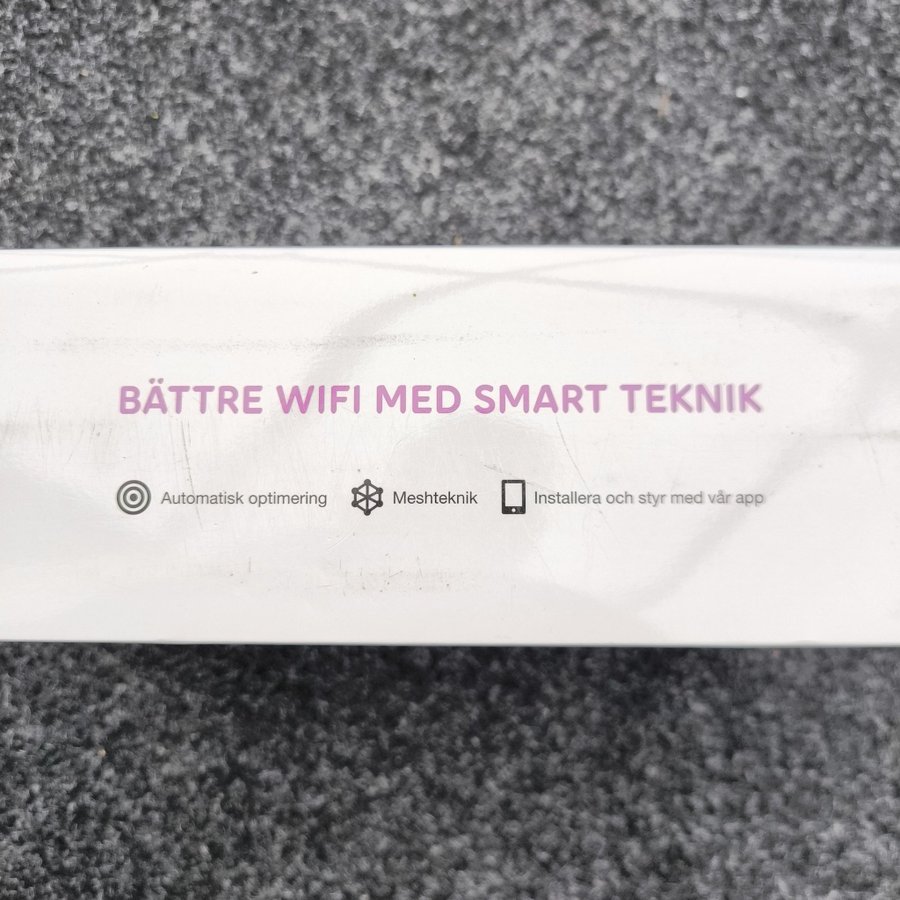 BÄTTRE WIFI MED SMART TEKNIK
Automatisk optimering Meshteknik Installera och styr med vår app